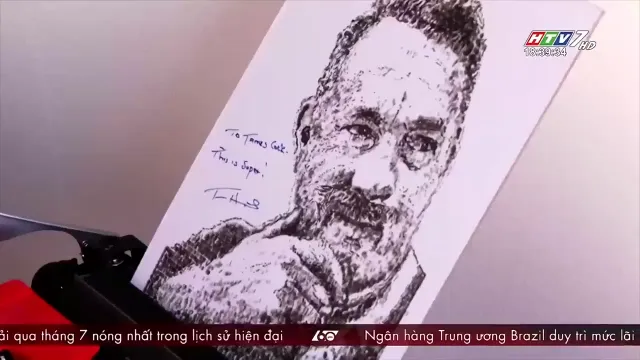 HTV7 HD
18:39:34
To James Cook.
This is super!
ải qua tháng 7 nóng nhất trong lịch sử hiện đại 60 Ngân hàng Trung ương Brazil duy trì mức lãi